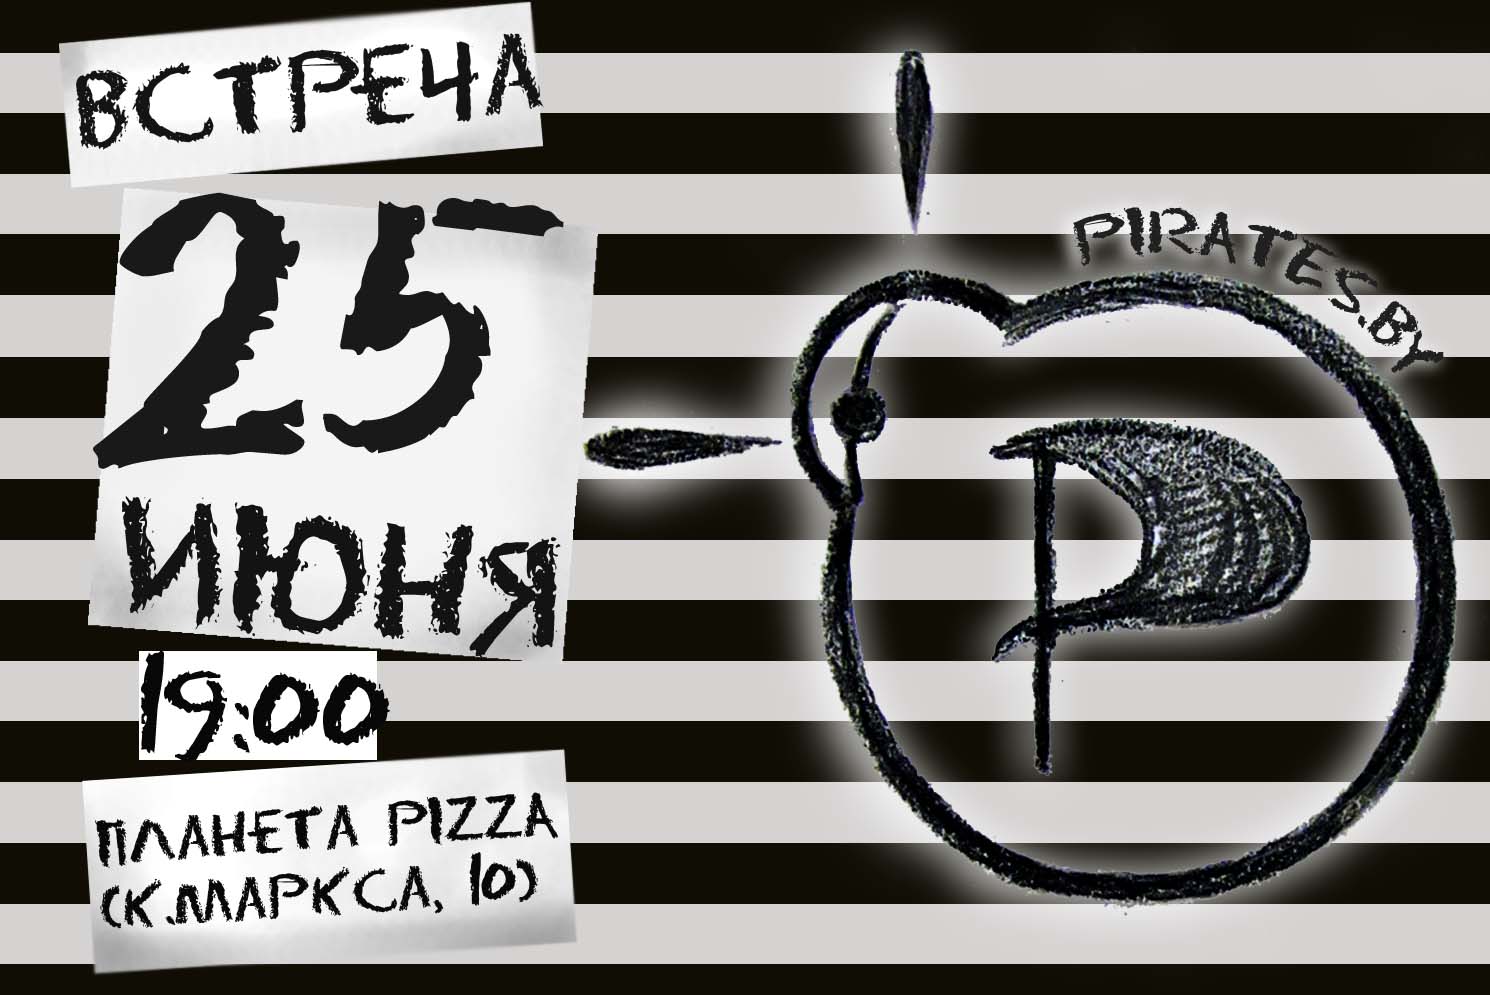 ВСТРЕЧА
25
ИЮНЯ
19:00
ПЛАНЕТА PIZZA
(К.МАРКСА, 10)
PIRATES.BY
P